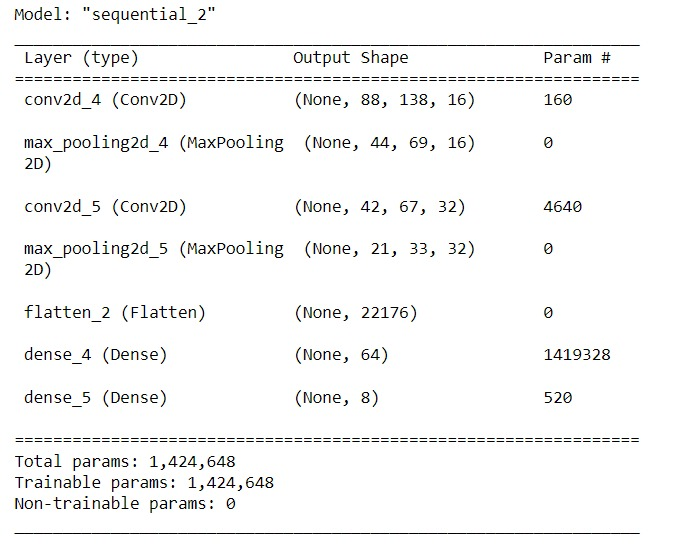 Model: "sequential_2"
_________________________________________________________________
Layer (type) Output Shape Param #
=================================================================
conv2d_4 (Conv2D) (None, 88, 138, 16) 160
max_pooling2d_4 (MaxPooling (None, 44, 69, 16) 0
2D)
conv2d_5 (Conv2D) (None, 42, 67, 32) 4640
max_pooling2d_5 (MaxPooling (None, 21, 33, 32) 0
2D)
flatten_2 (Flatten) (None, 22176) 0
dense_4 (Dense) (None, 64) 1419328
dense_5 (Dense) (None, 8) 520
=================================================================
Total params: 1,424,648
Trainable params: 1,424,648
Non-trainable params: 0
_________________________________________________________________